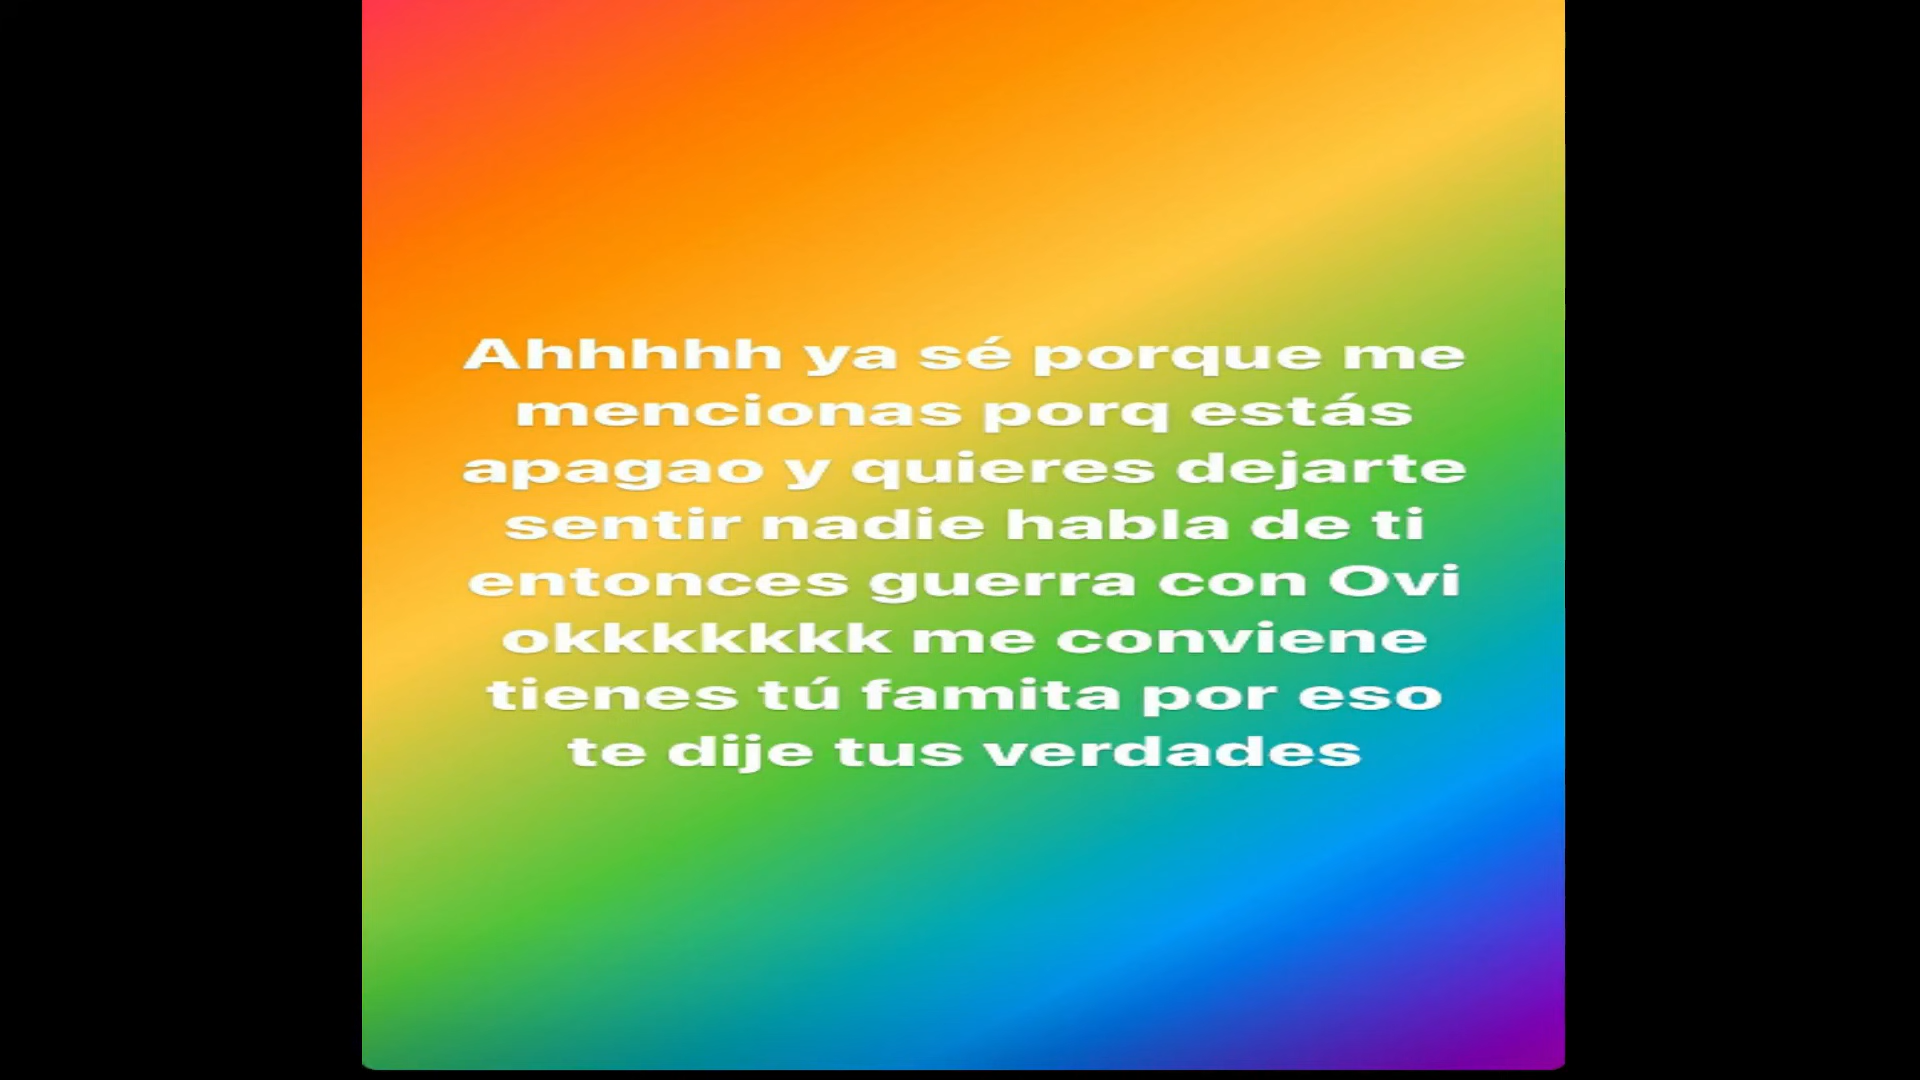 Ahhhhh ya sé porque me
mencionas porq estás
apagao y quieres dejarte
sentir nadie habla de ti
entonces guerra con Ovi
okkkkkkk me conviene
tienes tú famita por eso
te dije tus verdades